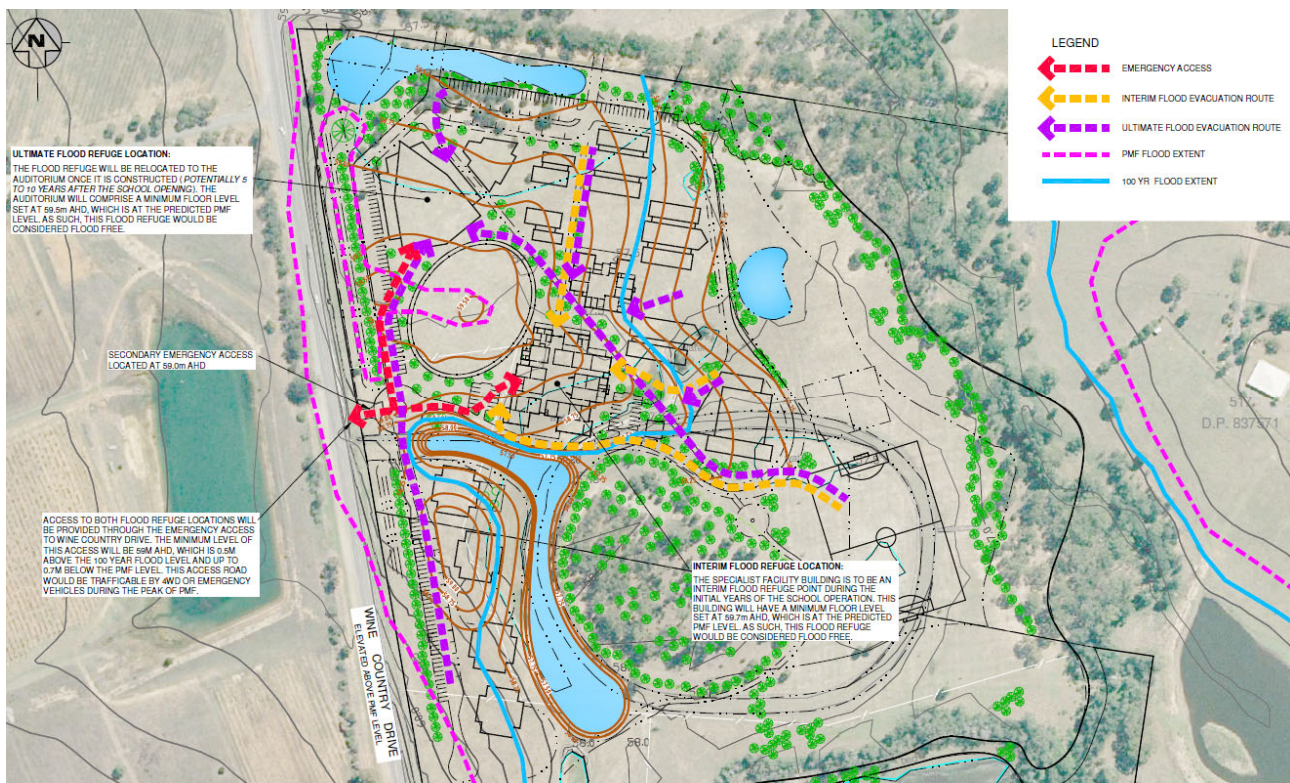 N
LEGEND
EMERGENCY ACCESS
INTERIM FLOOD EVACUATION ROUTE
ULTIMATE FLOOD EVACUATION ROUTE
PMF FLOOD EXTENT
100 YR FLOOD EXTENT
ULTIMATE FLOOD REFUGE LOCATION:
THE FLOOD REFUGE WILL BE RELOCATED TO THE
AUDITORIUM ONCE IT IS CONSTRUCTED (POTENTIALLY 5
TO 10 YEARS AFTER THE SCHOOL OPENING). THE
AUDITORIUM WILL COMPRISE A MINIMUM FLOOR LEVEL
SET AT 59.5m AHD, WHICH IS AT THE PREDICTED PMF
LEVEL. AS SUCH, THIS FLOOD REFUGE WOULD BE
CONSIDERED FLOOD FREE.
SECONDARY EMERGENCY ACCESS
LOCATED AT 59.0m AHD
517
D.P. 837571
ACCESS TO BOTH FLOOD REFUGE LOCATIONS WILL
BE PROVIDED THROUGH THE EMERGENCY ACCESS
TO WINE COUNTRY DRIVE. THE MINIMUM LEVEL OF
THIS ACCESS WILL BE 59M AHD, WHICH IS 0.5M
ABOVE THE 100 YEAR FLOOD LEVEL AND UP TO
0.7M BELOW THE PMF LEVEL. THIS ACCESS ROAD
WOULD BE TRAFFICABLE BY 4WD OR EMERGENCY
VEHICLES DURING THE PEAK OF PMF.
INTERIM FLOOD REFUGE LOCATION:
THE SPECIALIST FACILITY BUILDING IS TO BE AN
INTERIM FLOOD REFUGE POINT DURING THE
INITIAL YEARS OF THE SCHOOL OPERATION. THIS
BUILDING WILL HAVE A MINIMUM FLOOR LEVEL
SET AT 59.7m AHD, WHICH IS AT THE PREDICTED
PMF LEVEL. AS SUCH, THIS FLOOD REFUGE
WOULD BE CONSIDERED FLOOD FREE.
WINE COUNTRY DRIVE
ELEVATED ABOVE PMF LEVEL
58.0